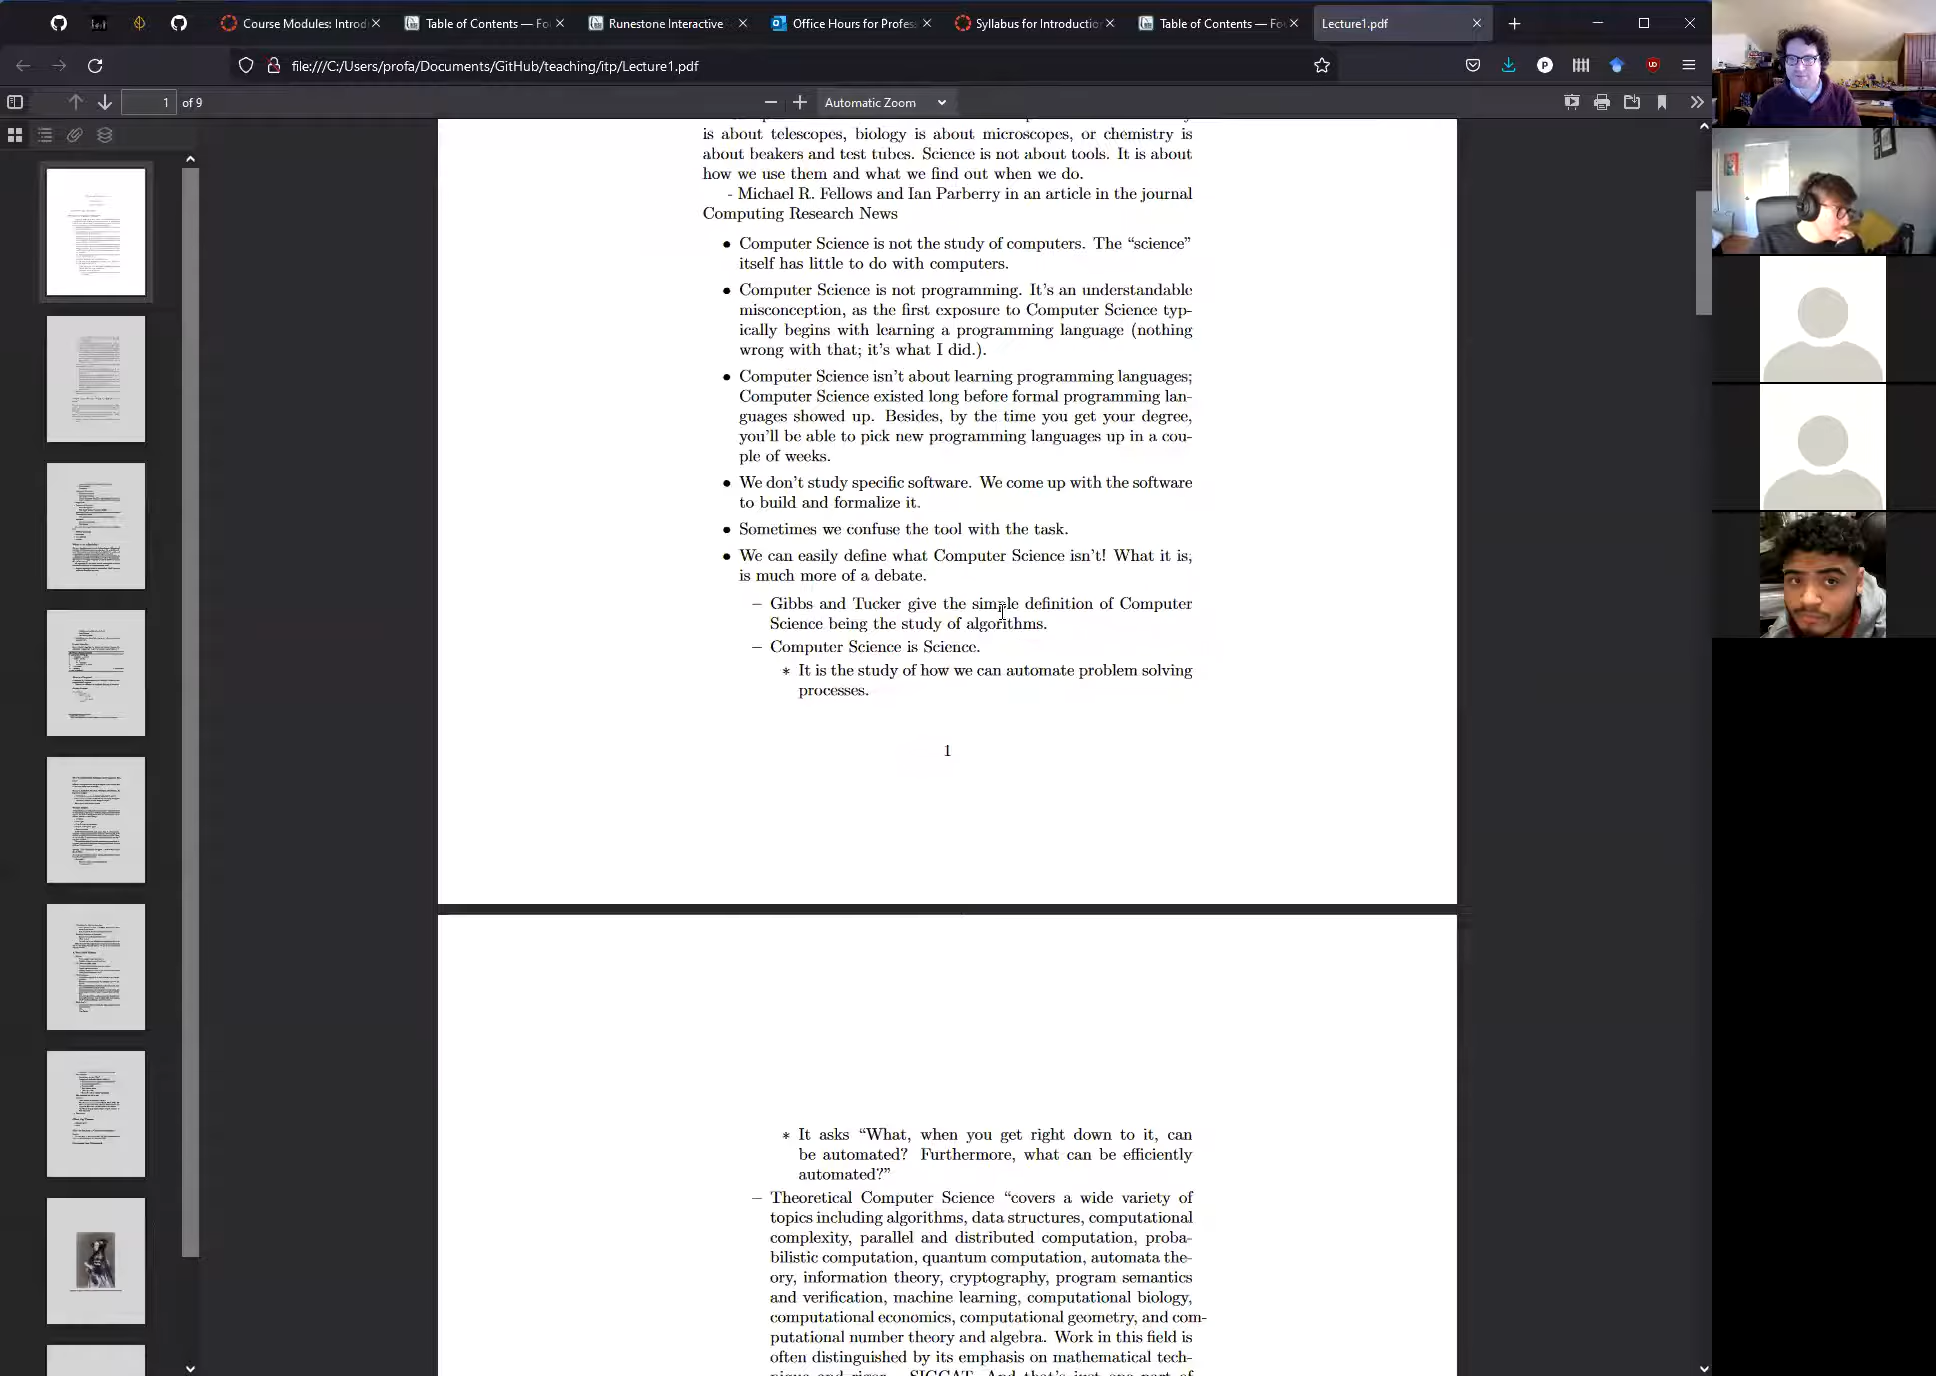 Course Modules: Introd
Table of Contents — Fo
Runestone Interactive
Office Hours for Profes
Syllabus for Introductio
Table of Contents — Fo
Lecture1.pdf
file:///C:/Users/profa/Documents/GitHub/teaching/itp/Lecture1.pdf
1 of 9
Automatic Zoom
is about telescopes, biology is about microscopes, or chemistry is
about beakers and test tubes. Science is not about tools. It is about
how we use them and what we find out when we do.
- Michael R. Fellows and Ian Parberry in an article in the journal
Computing Research News
• Computer Science is not the study of computers. The “science”
itself has little to do with computers.
• Computer Science is not programming. It’s an understandable
misconception, as the first exposure to Computer Science typ-
ically begins with learning a programming language (nothing
wrong with that; it’s what I did.).
• Computer Science isn’t about learning programming languages;
Computer Science existed long before formal programming lan-
guages showed up. Besides, by the time you get your degree,
you’ll be able to pick new programming languages up in a cou-
ple of weeks.
• We don’t study specific software. We come up with the software
to build and formalize it.
• Sometimes we confuse the tool with the task.
• We can easily define what Computer Science isn’t! What it is,
is much more of a debate.
– Gibbs and Tucker give the simple definition of Computer
Science being the study of algorithms.
– Computer Science is Science.
* It is the study of how we can automate problem solving
processes.
1
* It asks “What, when you get right down to it, can
be automated? Furthermore, what can be efficiently
automated?”
– Theoretical Computer Science “covers a wide variety of
topics including algorithms, data structures, computational
complexity, parallel and distributed computation, proba-
bilistic computation, quantum computation, automata the-
ory, information theory, cryptography, program semantics
and verification, machine learning, computational biology,
computational economics, computational geometry, and com-
putational number theory and algebra. Work in this field is
often distinguished by its emphasis on mathematical tech-